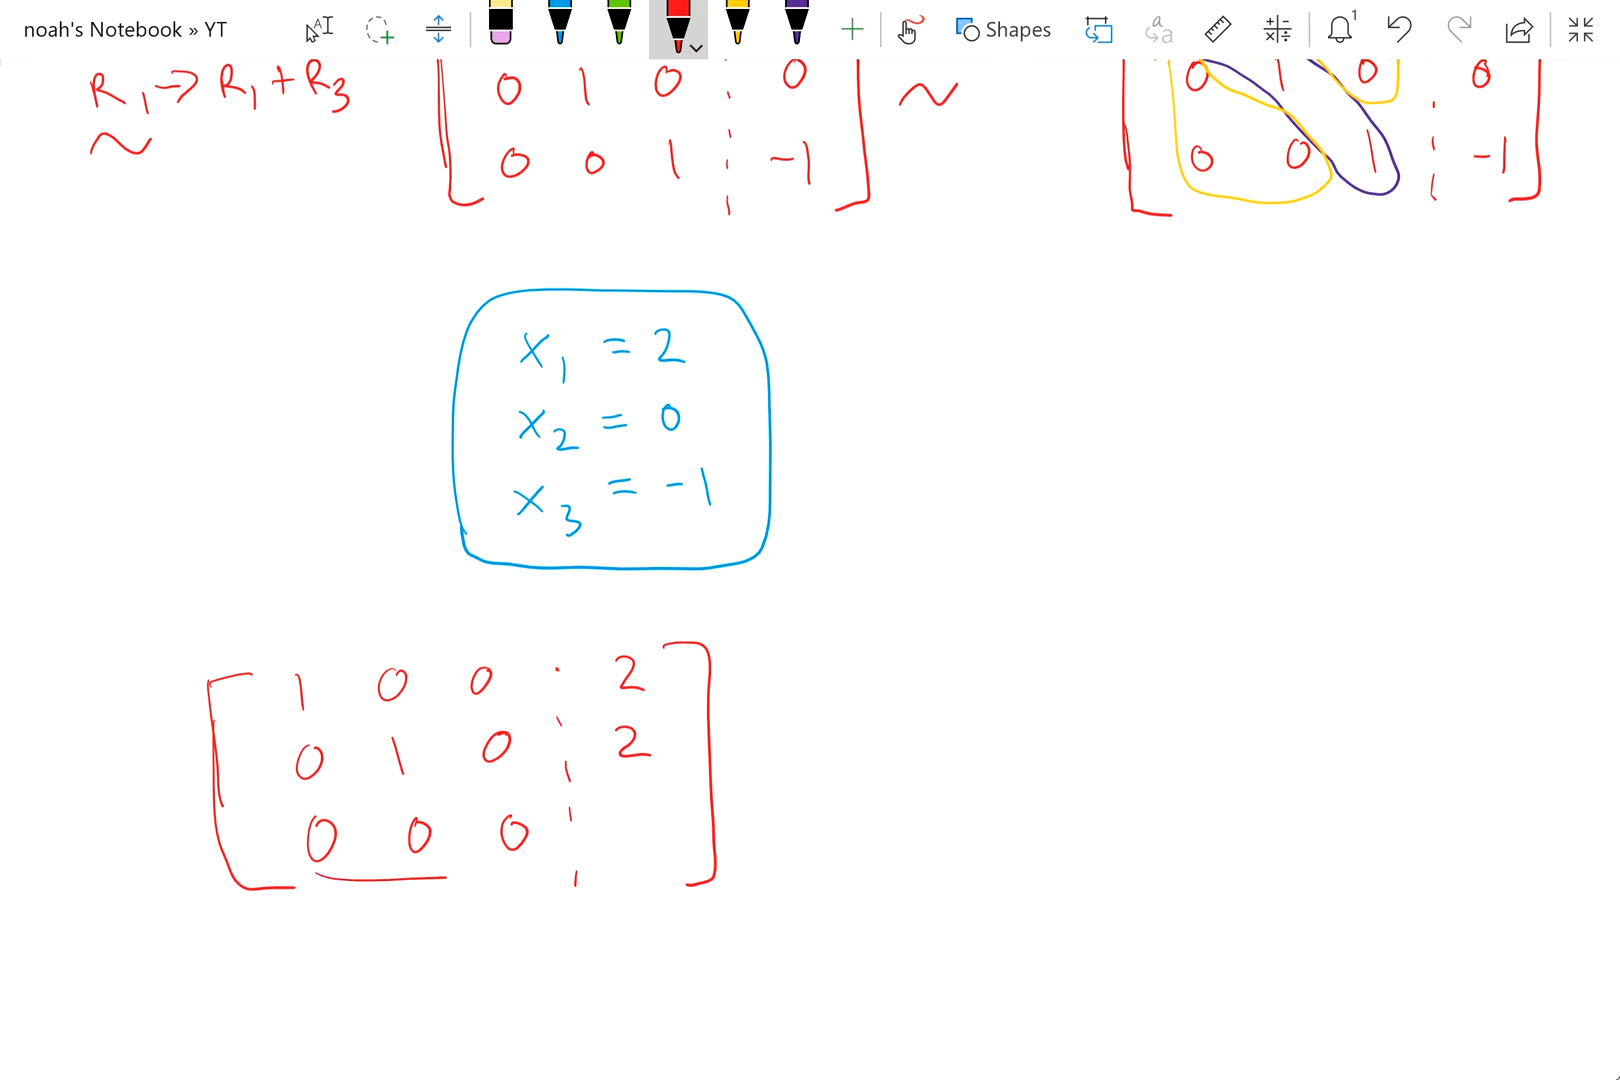 noah's Notebook » YT
Shapes
1
R1 → R1 + R3
~
0 1 0 0
0 0 1 -1
~
0 1 0 0
0 0 1 -1
x1 = 2
x2 = 0
x3 = -1
1 0 0 2
0 1 0 2
0 0 0